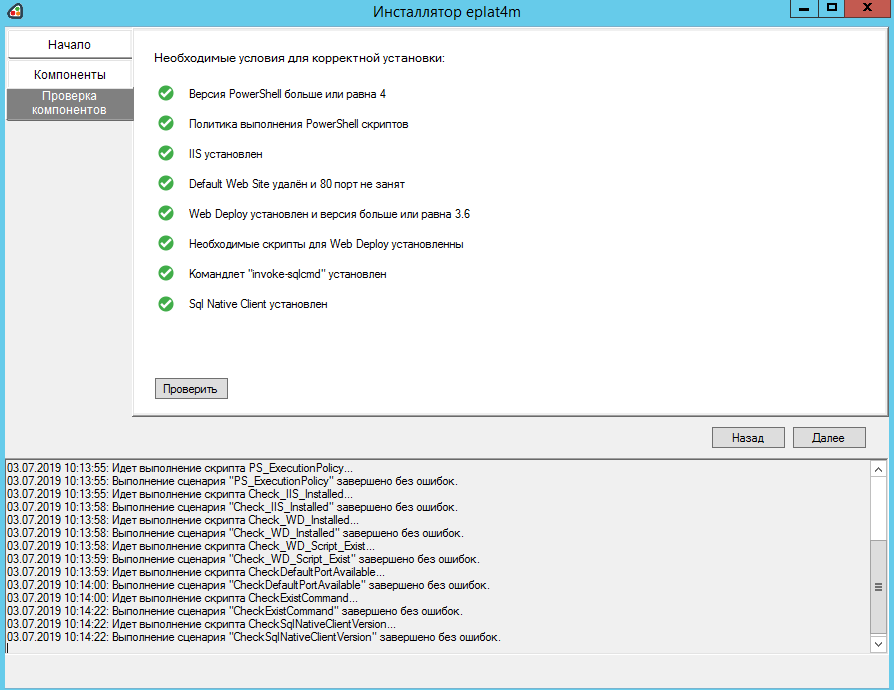 Инсталлятор eplat4m
X
Начало
Компоненты
Проверка
компонентов
Необходимые условия для корректной установки:
Версия PowerShell больше или равна 4
Политика выполнения PowerShell скриптов
IIS установлен
Default Web Site удалён и 80 порт не занят
Web Deploy установлен и версия больше или равна 3.6
Необходимые скрипты для Web Deploy установленны
Командлет "invoke-sqlcmd" установлен
Sql Native Client установлен
Проверить
Назад
Далее
03.07.2019 10:13:55: Идет выполнение скрипта PS_ExecutionPolicy...
03.07.2019 10:13:55: Выполнение сценария "PS_ExecutionPolicy" завершено без ошибок.
03.07.2019 10:13:55: Идет выполнение скрипта Check_IIS_Installed...
03.07.2019 10:13:58: Выполнение сценария "Check_IIS_Installed" завершено без ошибок.
03.07.2019 10:13:58: Идет выполнение скрипта Check_WD_Installed...
03.07.2019 10:13:58: Выполнение сценария "Check_WD_Installed" завершено без ошибок.
03.07.2019 10:13:58: Идет выполнение скрипта Check_WD_Script_Exist...
03.07.2019 10:13:59: Выполнение сценария "Check_WD_Script_Exist" завершено без ошибок.
03.07.2019 10:13:59: Идет выполнение скрипта CheckDefaultPortAvailable...
03.07.2019 10:14:00: Выполнение сценария "CheckDefaultPortAvailable" завершено без ошибок.
03.07.2019 10:14:00: Идет выполнение скрипта CheckExistCommand...
03.07.2019 10:14:22: Выполнение сценария "CheckExistCommand" завершено без ошибок.
03.07.2019 10:14:22: Идет выполнение скрипта CheckSqlNativeClientVersion...
03.07.2019 10:14:22: Выполнение сценария "CheckSqlNativeClientVersion" завершено без ошибок.